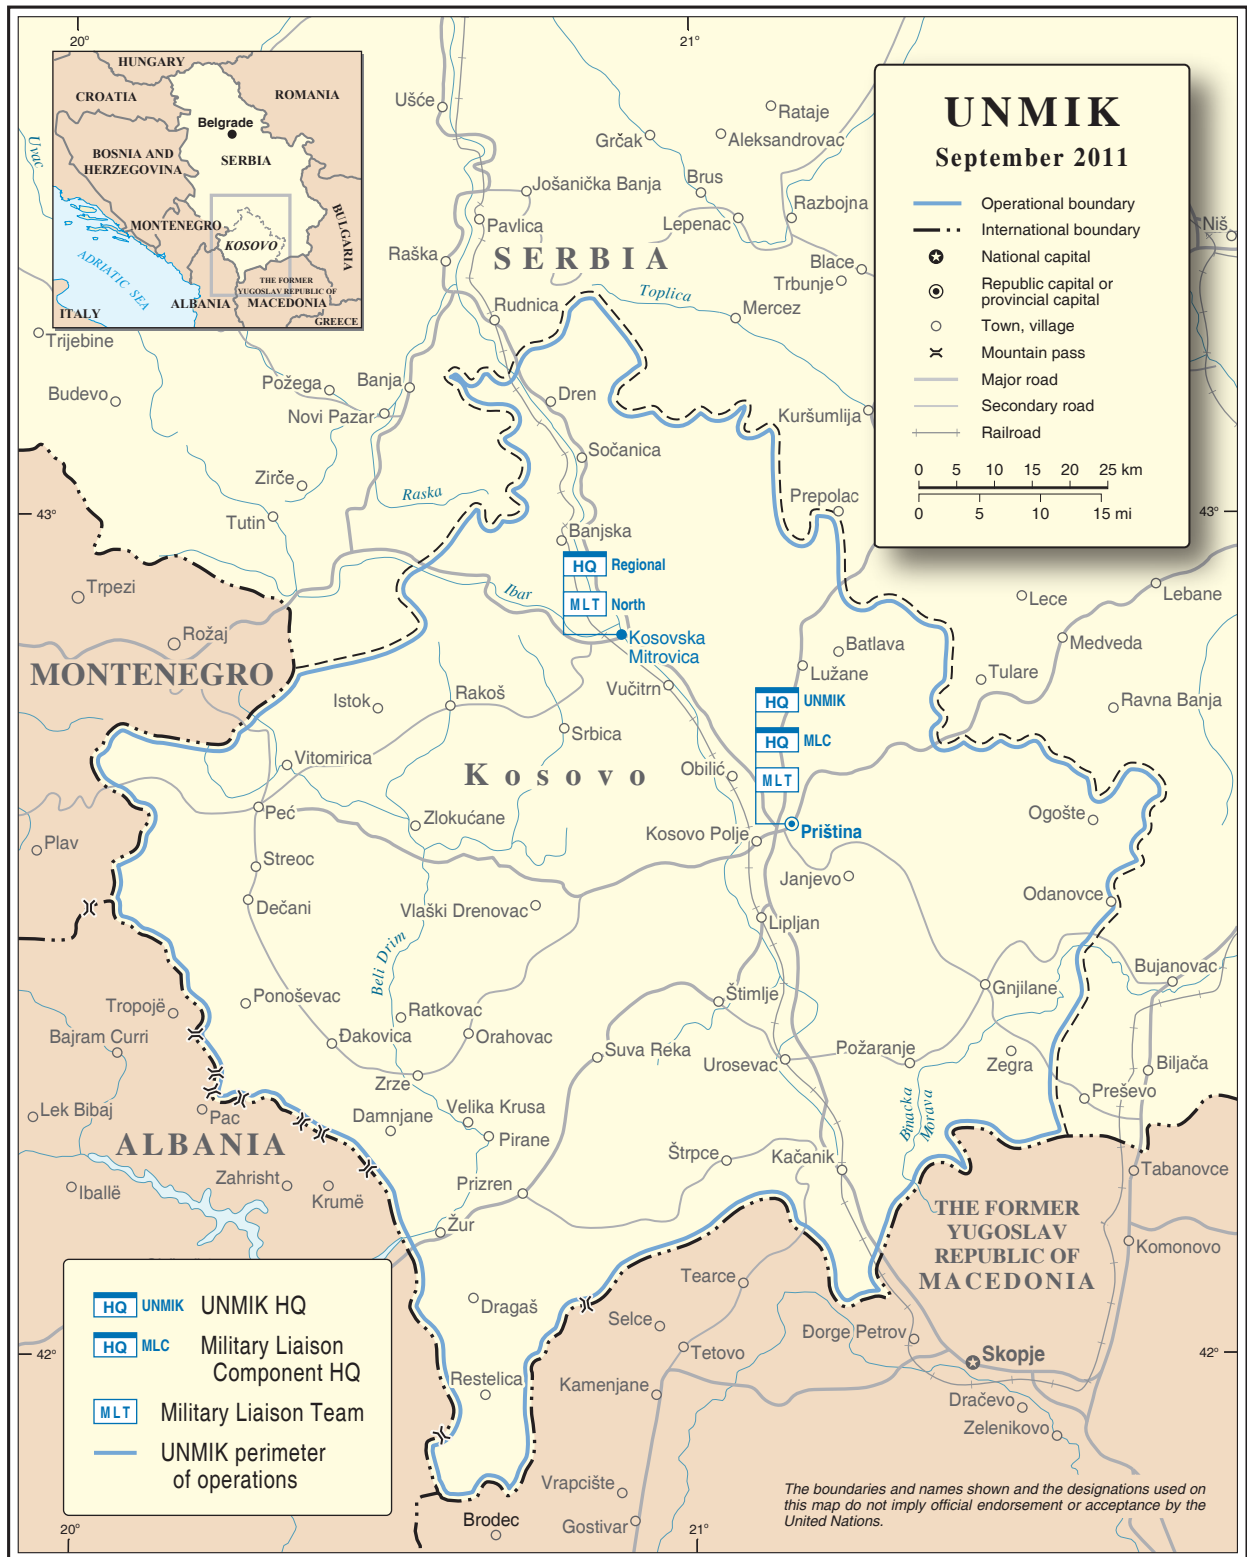 20°
21°
HUNGARY
CROATIA
ROMANIA
Belgrade
BOSNIA AND
HERZEGOVINA
SERBIA
MONTENEGRO
BULGARIA
KOSOVO
ADRIATIC SEA
THE FORMER
YUGOSLAV REPUBLIC OF
MACEDONIA
ALBANIA
ITALY
GREECE
UNMIK
September 2011
Operational boundary
International boundary
National capital
Republic capital or
provincial capital
Town, village
Mountain pass
Major road
Secondary road
Railroad
0 5 10 15 20 25 km
0 5 10 15 mi
Uvac
Ušće
Rataje
Grčak
Aleksandrovac
Jošanička Banja
Brus
Razbojna
Pavlica
Lepenac
Niš
Raška
SERBIA
Blace
Trbunje
Toplica
Rudnica
Mercez
Trijebine
Požega
Banja
Budevo
Dren
Novi Pazar
Kuršumlija
Sočanica
Zirče
Raska
Prepolac
43°
43°
Tutin
Banjska
HQ Regional
MLT North
Ibar
Trpezi
Lece
Lebane
Rožaj
Kosovska
Mitrovica
Batlava
Medveda
MONTENEGRO
Lužane
Tulare
Vučitrn
Istok
Rakoš
HQ UNMIK
Ravna Banja
Srbica
HQ MLC
Vitomirica
Kosovo
Obilić
MLT
Peć
Zlokućane
Ogošte
Kosovo Polje
Priština
Plav
Streoc
Janjevo
Dečani
Vlaški Drenovac
Odanovce
Lipljan
Beli Drim
Bujanovac
Gnjilane
Ponoševac
Štimlje
Tropojë
Ratkovac
Bajram Curri
Đakovica
Orahovac
Suva Reka
Požaranje
Urosevac
Zegra
Biljača
Zrze
Preševo
Lek Bibaj
Pac
Damnjane
Velika Krusa
Binacka
Morava
Pirane
ALBANIA
Štrpce
Kačanik
Tabanovce
Iballë
Zahrisht
Krumë
Prizren
Žur
THE FORMER
YUGOSLAV
REPUBLIC OF
MACEDONIA
Komonovo
Tearce
Dragaš
Selce
Đorge Petrov
42°
42°
Tetovo
Skopje
Restelica
Kamenjane
Dračevo
Zelenikovo
Vrapcište
Brodec
Gostivar
HQ UNMIK UNMIK HQ
HQ MLC Military Liaison
Component HQ
MLT Military Liaison Team
UNMIK perimeter
of operations
The boundaries and names shown and the designations used on
this map do not imply official endorsement or acceptance by the
United Nations.
20°
21°